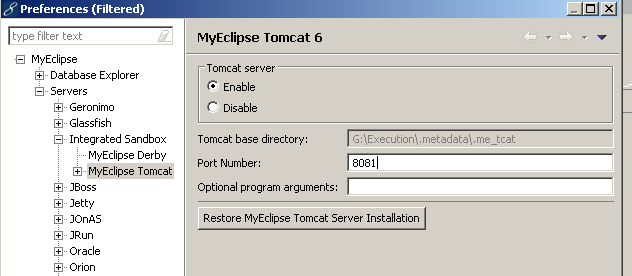 Preferences (Filtered)
type filter text
MyEclipse
Database Explorer
Servers
Geronimo
Glassfish
Integrated Sandbox
MyEclipse Derby
MyEclipse Tomcat
JBoss
Jetty
JOnAS
JRun
Oracle
Orion
MyEclipse Tomcat 6
Tomcat server
Enable
Disable
Tomcat base directory: G:\Execution\.metadata\.me_tcat
Port Number: 8081
Optional program arguments:
Restore MyEclipse Tomcat Server Installation